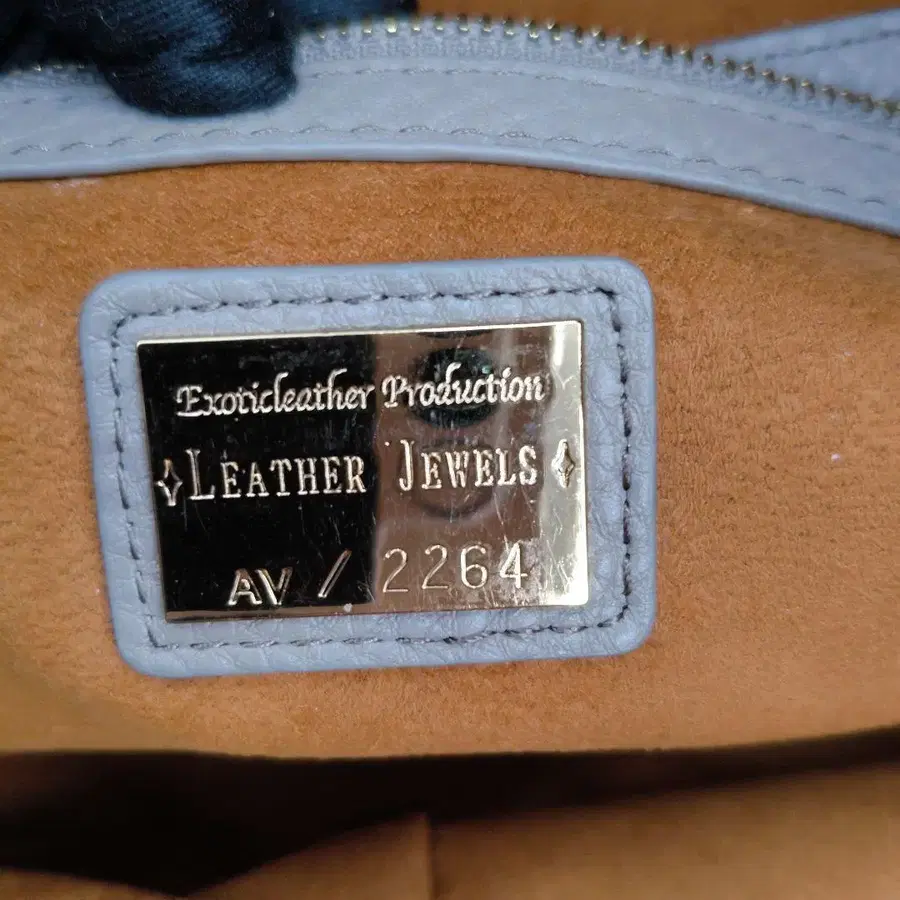 Exoticleather Production
LEATHER JEWELS
AV / 2264